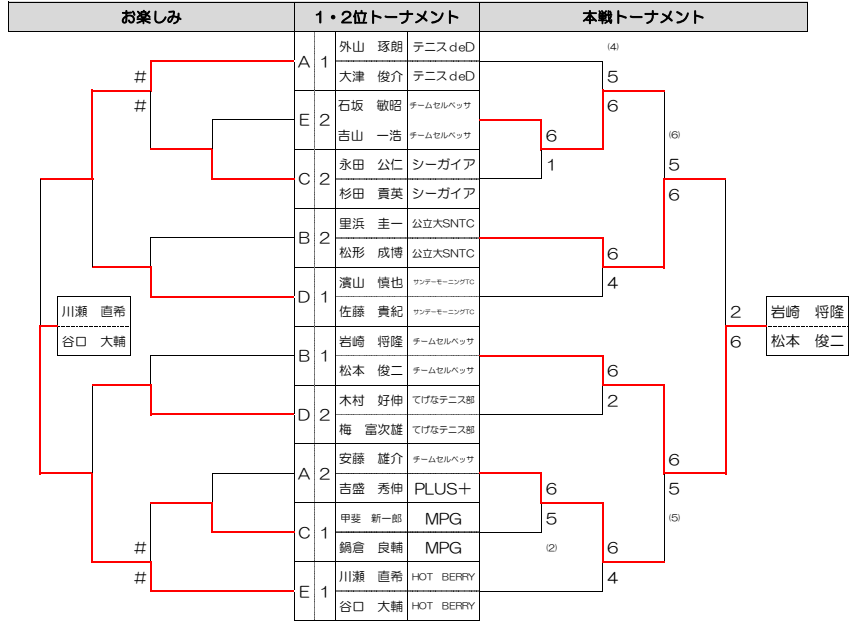 お楽しみ　1・2位トーナメント　本戦トーナメント
外山　琢朗　テニスdeD　(4)
A　1
#　大津　俊介　テニスdeD　5
#　石坂　敏昭　チームセルベッサ　6
E　2
吉山　一浩　チームセルベッサ　6　(6)
永田　公仁　シーガイア　1　5
C　2
杉田　貢英　シーガイア　6
里浜　圭一　公立大SNTC
B　2
松形　成博　公立大SNTC　6
濱山　慎也　サンデーモーニングTC　4
D　1
川瀬　直希　佐藤　貴紀　サンデーモーニングTC　2　岩崎　将隆
谷口　大輔　岩崎　将隆　チームセルベッサ　6　松本　俊二
B　1
松本　俊二　チームセルベッサ　6
木村　好伸　てげなテニス部　2
D　2
梅　富次雄　てげなテニス部
安藤　雄介　チームセルベッサ　6
A　2
吉盛　秀伸　PLUS＋　6　5
甲斐　新一郎　MPG　5　(5)
C　1
#　鍋倉　良輔　MPG　(2)　6
#　川瀬　直希　HOT　BERRY　4
E　1
谷口　大輔　HOT　BERRY